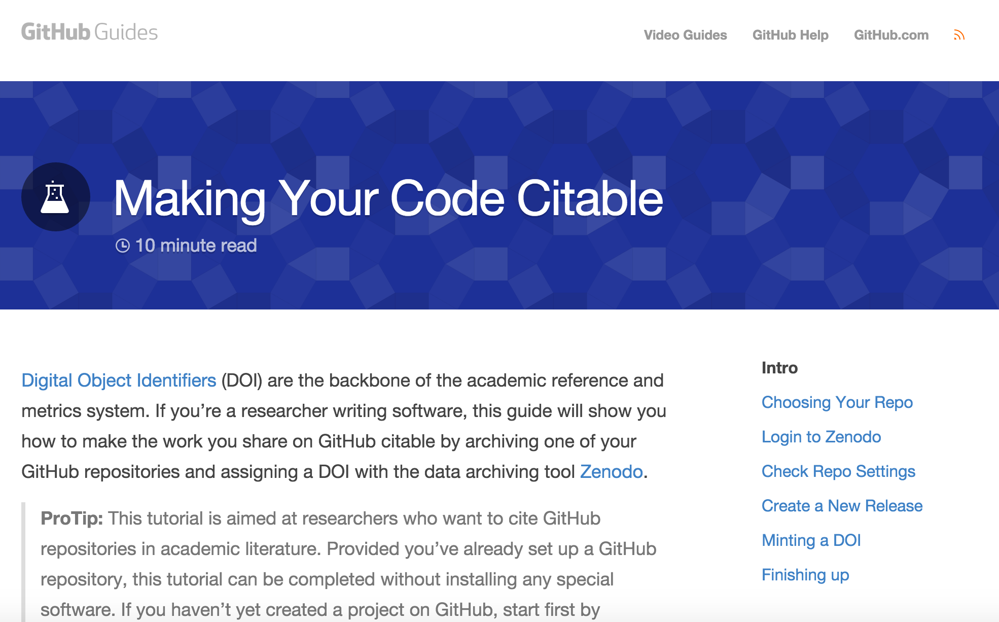 GitHub Guides
Video Guides
GitHub Help
GitHub.com
Making Your Code Citable
10 minute read
Digital Object Identifiers (DOI) are the backbone of the academic reference and
metrics system. If you’re a researcher writing software, this guide will show you
how to make the work you share on GitHub citable by archiving one of your
GitHub repositories and assigning a DOI with the data archiving tool Zenodo.
ProTip: This tutorial is aimed at researchers who want to cite GitHub
repositories in academic literature. Provided you’ve already set up a GitHub
repository, this tutorial can be completed without installing any special
software. If you haven’t yet created a project on GitHub, start first by
Intro
Choosing Your Repo
Login to Zenodo
Check Repo Settings
Create a New Release
Minting a DOI
Finishing up